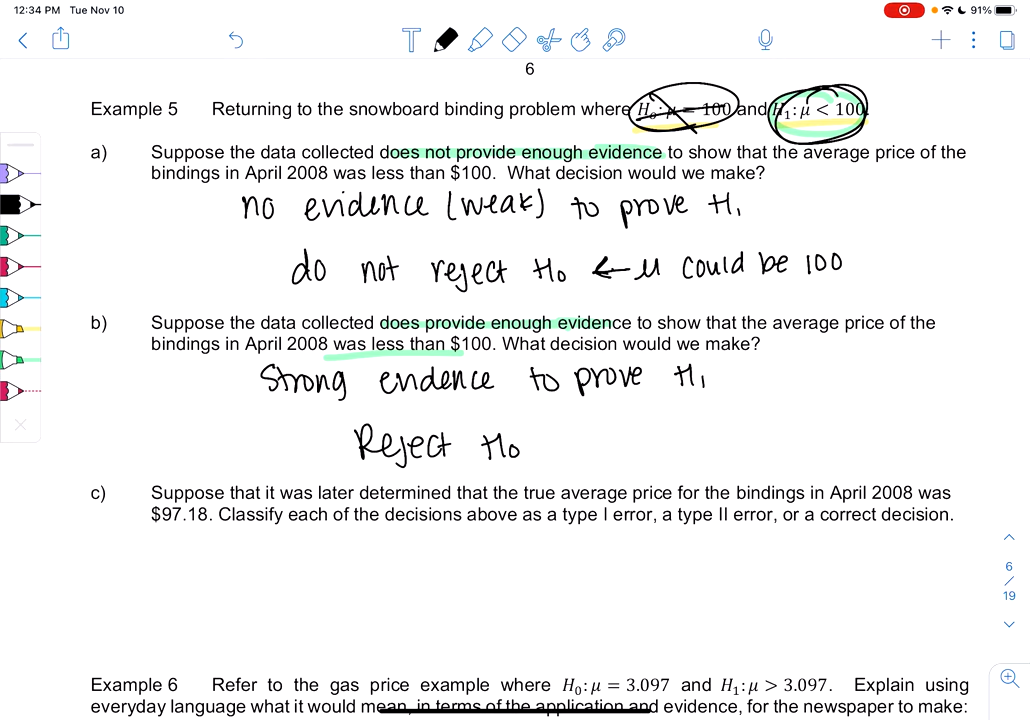 12:34 PM Tue Nov 10
91%
T
6
Example 5 Returning to the snowboard binding problem where H₀: μ = 100 and H₁: μ < 100.
a) Suppose the data collected does not provide enough evidence to show that the average price of the
bindings in April 2008 was less than $100. What decision would we make?
no evidence (weak) to prove H₁
do not reject H₀ ← μ could be 100
b) Suppose the data collected does provide enough evidence to show that the average price of the
bindings in April 2008 was less than $100. What decision would we make?
Strong evidence to prove H₁
Reject H₀
c) Suppose that it was later determined that the true average price for the bindings in April 2008 was
$97.18. Classify each of the decisions above as a type I error, a type II error, or a correct decision.
6
/
19
Example 6 Refer to the gas price example where H₀: μ = 3.097 and H₁: μ > 3.097. Explain using
everyday language what it would mean, in terms of the application and evidence, for the newspaper to make: